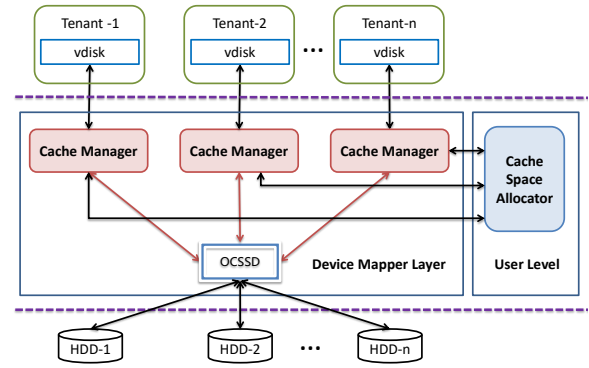 Tenant -1
Tenant-2
Tenant-n
vdisk
vdisk
...
vdisk
Cache Manager
Cache Manager
Cache Manager
Cache
Space
Allocator
OCSSD
Device Mapper Layer
User Level
HDD-1
HDD-2
...
HDD-n